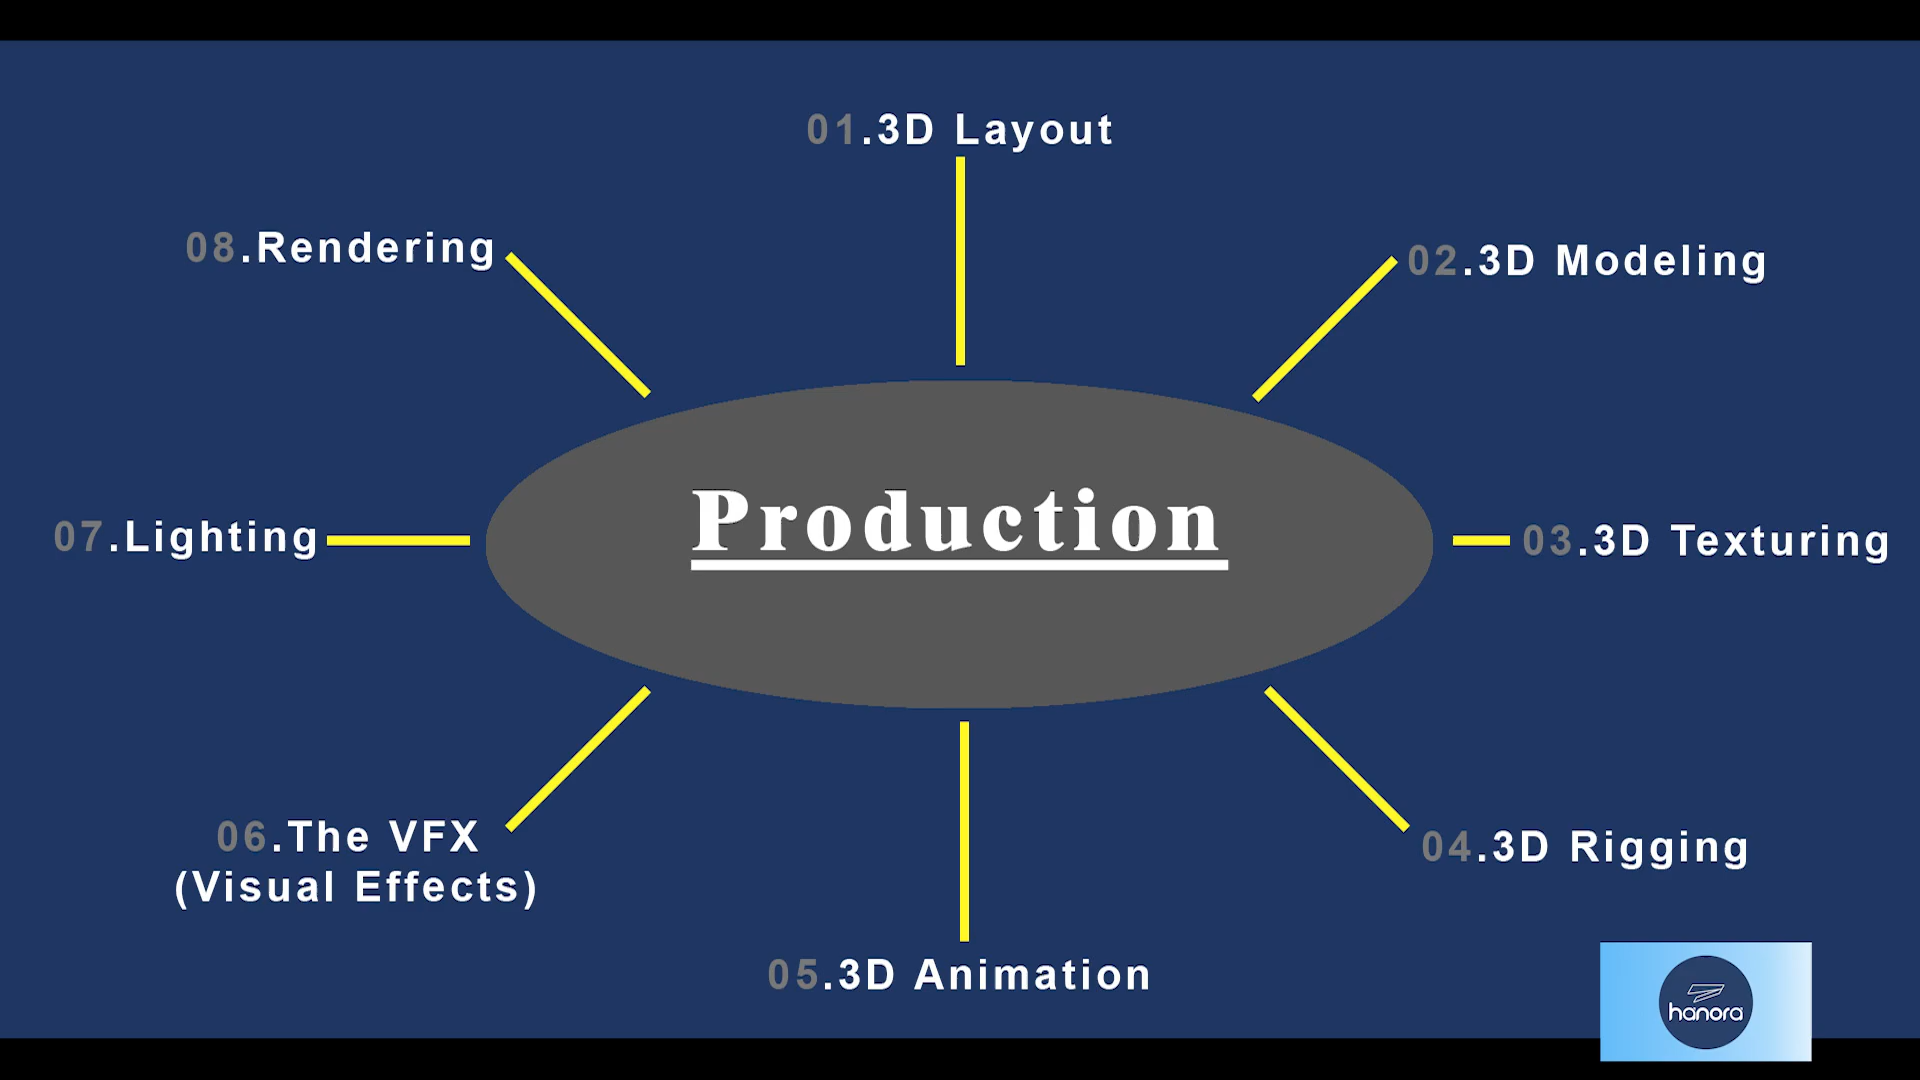 01.3D Layout
08.Rendering
02.3D Modeling
Production
07.Lighting
03.3D Texturing
06.The VFX
(Visual Effects)
04.3D Rigging
05.3D Animation
hanora